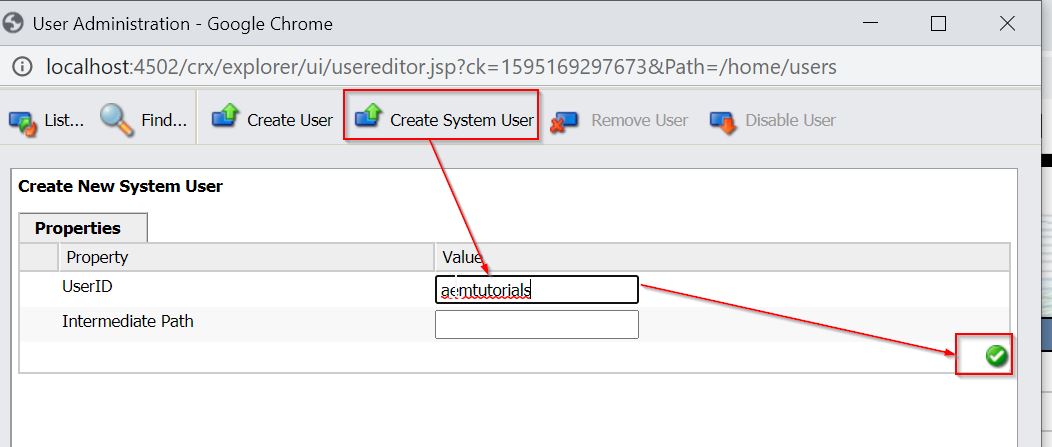 User Administration - Google Chrome
localhost:4502/crx/explorer/ui/usereditor.jsp?ck=1595169297673&Path=/home/users
List... Find... Create User Create System User Remove User Disable User
Create New System User
Properties
Property Value
UserID aemtutorials
Intermediate Path